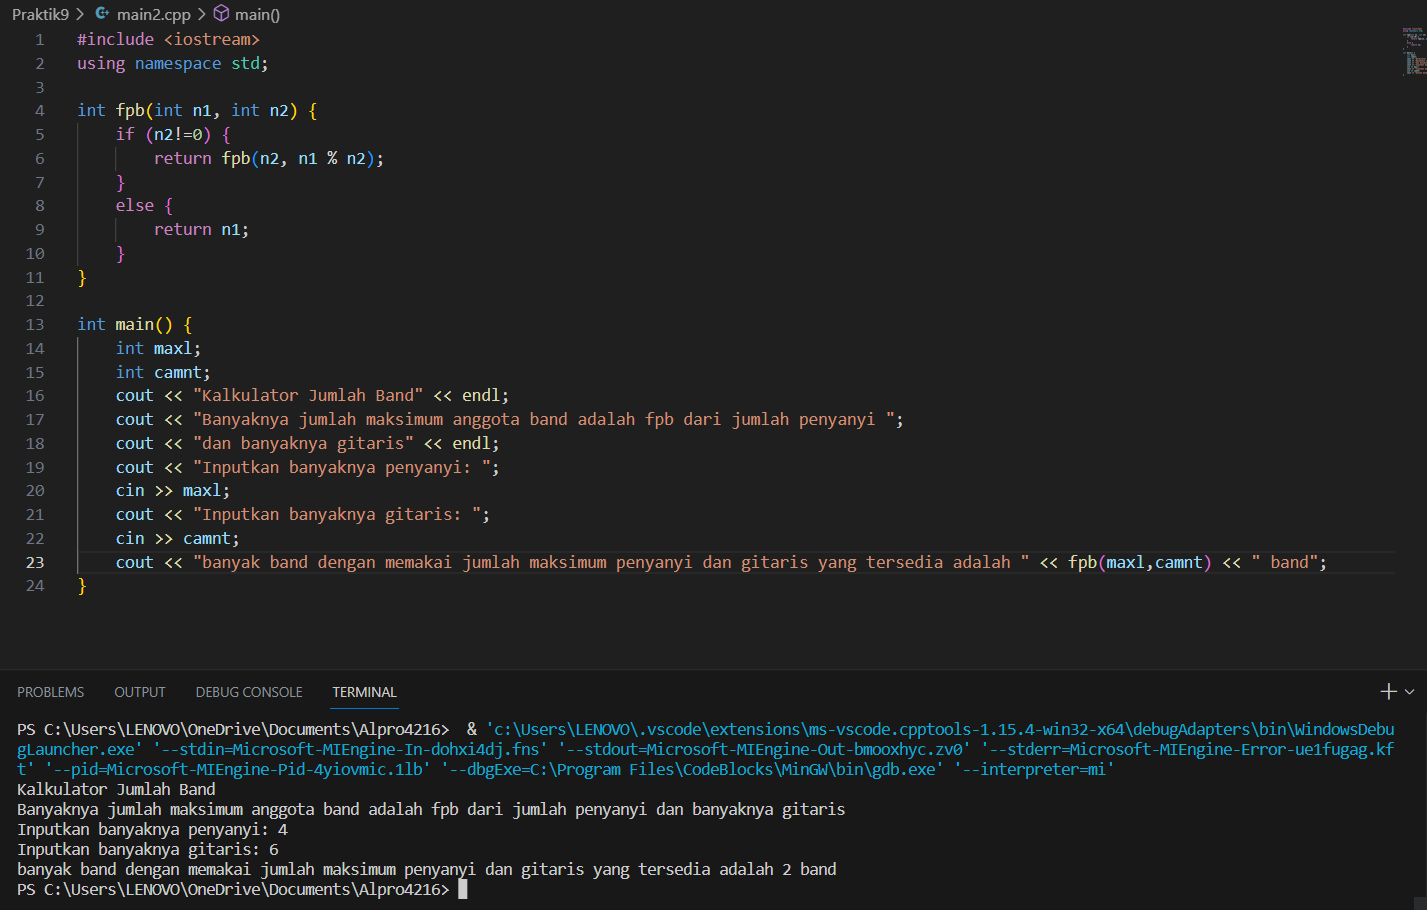 Praktik9 > main2.cpp > main()
1 #include <iostream>
2 using namespace std;
3
4 int fpb(int n1, int n2) {
5     if (n2!=0) {
6         return fpb(n2, n1 % n2);
7     }
8     else {
9         return n1;
10     }
11 }
12
13 int main() {
14     int maxl;
15     int camnt;
16     cout << "Kalkulator Jumlah Band" << endl;
17     cout << "Banyaknya jumlah maksimum anggota band adalah fpb dari jumlah penyanyi ";
18     cout << "dan banyaknya gitaris" << endl;
19     cout << "Inputkan banyaknya penyanyi: ";
20     cin >> maxl;
21     cout << "Inputkan banyaknya gitaris: ";
22     cin >> camnt;
23     cout << "banyak band dengan memakai jumlah maksimum penyanyi dan gitaris yang tersedia adalah " << fpb(maxl,camnt) << " band";
24 }
PROBLEMS OUTPUT DEBUG CONSOLE TERMINAL
PS C:\Users\LENOVO\OneDrive\Documents\Alpro4216>  & 'c:\Users\LENOVO\.vscode\extensions\ms-vscode.cpptools-1.15.4-win32-x64\debugAdapters\bin\WindowsDebu
gLauncher.exe' '--stdin=Microsoft-MIEngine-In-dohxi4dj.fns' '--stdout=Microsoft-MIEngine-Out-bmooxhyc.zv0' '--stderr=Microsoft-MIEngine-Error-ue1fugag.kf
t' '--pid=Microsoft-MIEngine-Pid-4yiovmic.1lb' '--dbgExe=C:\Program Files\CodeBlocks\MinGW\bin\gdb.exe' '--interpreter=mi'
Kalkulator Jumlah Band
Banyaknya jumlah maksimum anggota band adalah fpb dari jumlah penyanyi dan banyaknya gitaris
Inputkan banyaknya penyanyi: 4
Inputkan banyaknya gitaris: 6
banyak band dengan memakai jumlah maksimum penyanyi dan gitaris yang tersedia adalah 2 band
PS C:\Users\LENOVO\OneDrive\Documents\Alpro4216>